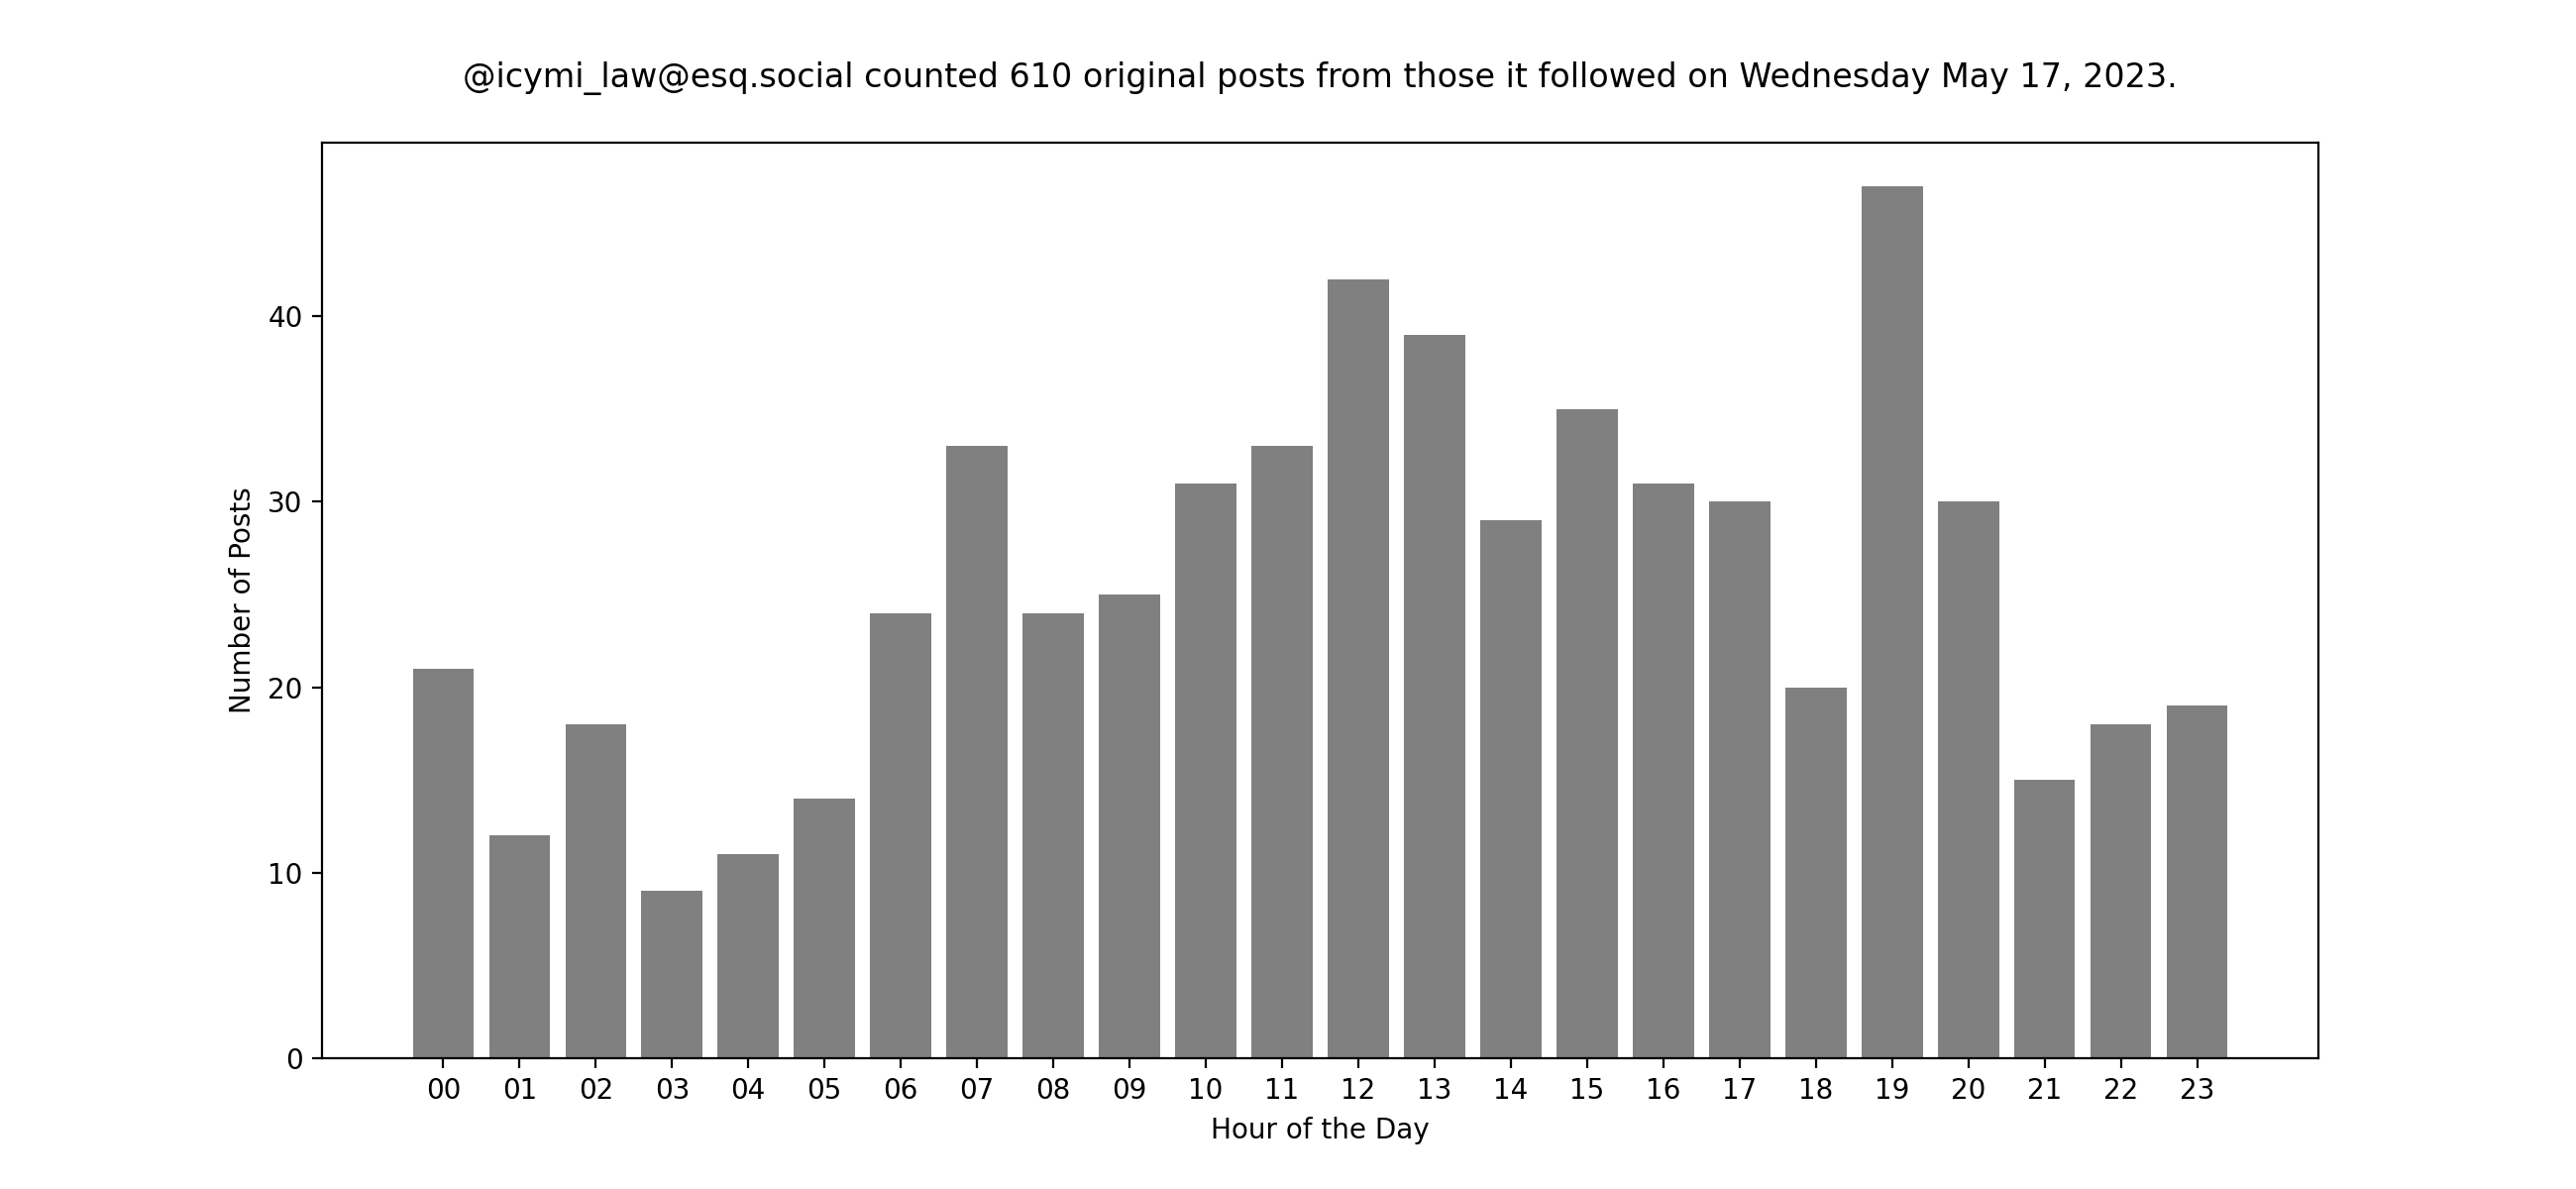 @icymi_law@esq.social counted 610 original posts from those it followed on Wednesday May 17, 2023.
Number of Posts
40
30
20
10
0
00 01 02 03 04 05 06 07 08 09 10 11 12 13 14 15 16 17 18 19 20 21 22 23
Hour of the Day